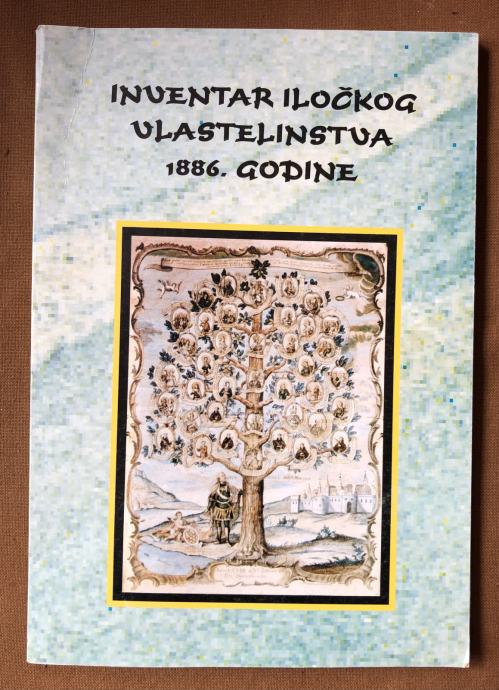 INVENTAR ILOČKOG
VLASTELINSTVA
1886. GODINE